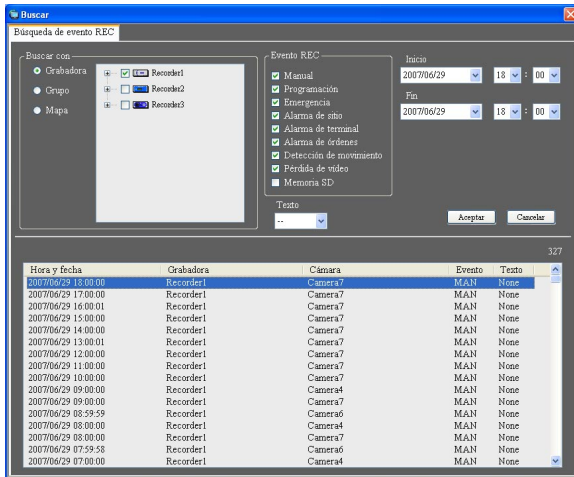 Buscar
Búsqueda de evento REC
Buscar con
Grabadora
Grupo
Mapa
Recorder1
Recorder2
Recorder3
Evento REC
Manual
Programación
Emergencia
Alarma de sitio
Alarma de terminal
Alarma de órdenes
Detección de movimiento
Pérdida de vídeo
Memoria SD
Inicio
2007/06/29 18 : 00
Fin
2007/06/29 18 : 00
Texto
--
Aceptar Cancelar
327
Hora y fecha Grabadora Cámara Evento Texto
2007/06/29 18:00:00 Recorder1 Camera7 MAN None
2007/06/29 17:00:00 Recorder1 Camera7 MAN None
2007/06/29 16:00:01 Recorder1 Camera7 MAN None
2007/06/29 15:00:00 Recorder1 Camera7 MAN None
2007/06/29 14:00:00 Recorder1 Camera7 MAN None
2007/06/29 13:00:01 Recorder1 Camera7 MAN None
2007/06/29 12:00:00 Recorder1 Camera7 MAN None
2007/06/29 11:00:00 Recorder1 Camera7 MAN None
2007/06/29 10:00:00 Recorder1 Camera7 MAN None
2007/06/29 09:00:00 Recorder1 Camera4 MAN None
2007/06/29 09:00:00 Recorder1 Camera7 MAN None
2007/06/29 08:59:59 Recorder1 Camera6 MAN None
2007/06/29 08:00:00 Recorder1 Camera4 MAN None
2007/06/29 08:00:00 Recorder1 Camera7 MAN None
2007/06/29 07:59:58 Recorder1 Camera6 MAN None
2007/06/29 07:00:00 Recorder1 Camera4 MAN None